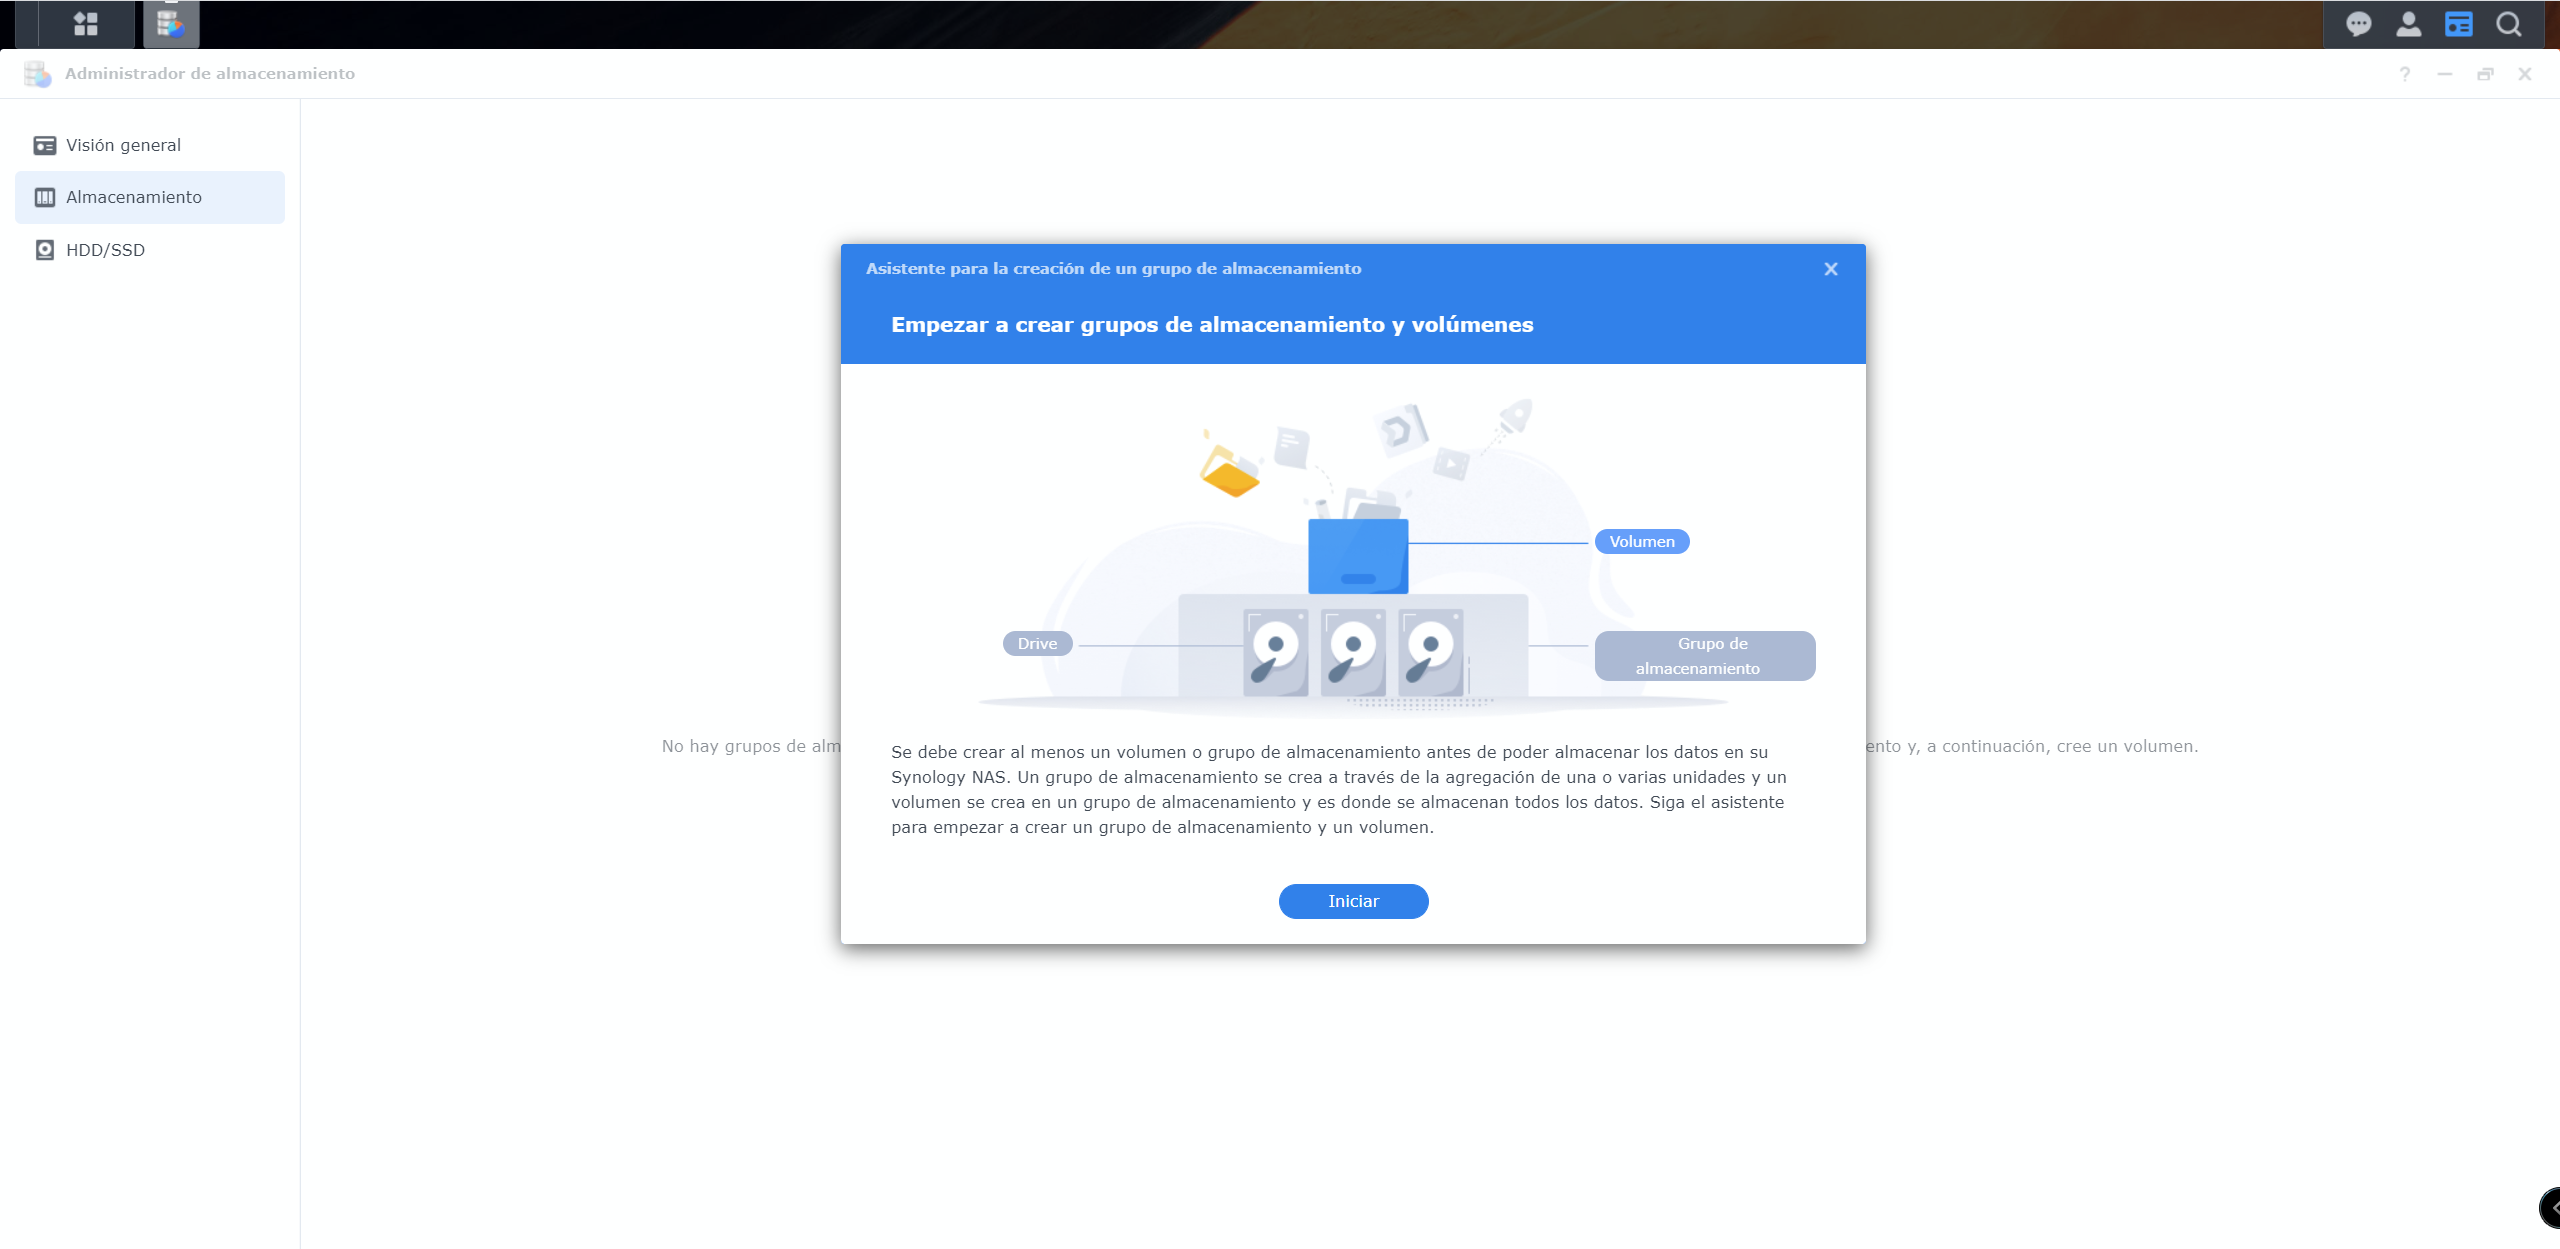 Administrador de almacenamiento
?
Visión general
Almacenamiento
HDD/SSD
Asistente para la creación de un grupo de almacenamiento
Empezar a crear grupos de almacenamiento y volúmenes
Volumen
Drive
Grupo de
almacenamiento
No hay grupos de alm
ento y, a continuación, cree un volumen.
Se debe crear al menos un volumen o grupo de almacenamiento antes de poder almacenar los datos en su
Synology NAS. Un grupo de almacenamiento se crea a través de la agregación de una o varias unidades y un
volumen se crea en un grupo de almacenamiento y es donde se almacenan todos los datos. Siga el asistente
para empezar a crear un grupo de almacenamiento y un volumen.
Iniciar